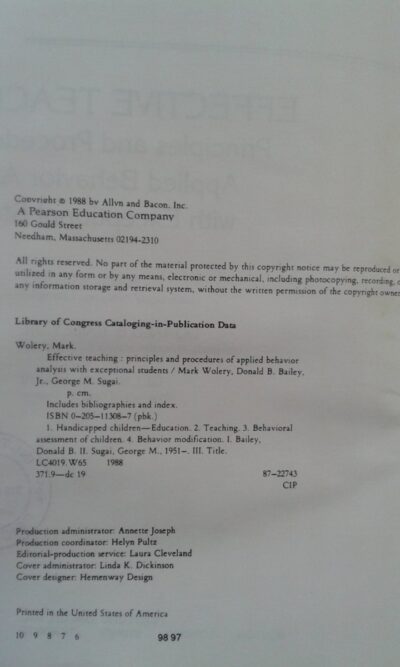 EFFECTIVE TEAC
Principles and Procedu
Applied Behavior A
with
Copyright © 1988 by Allyn and Bacon, Inc.
A Pearson Education Company
160 Gould Street
Needham, Massachusetts 02194-2310
All rights reserved. No part of the material protected by this copyright notice may be reproduced or
utilized in any form or by any means, electronic or mechanical, including photocopying, recording, o
any information storage and retrieval system, without the written permission of the copyright owner
Library of Congress Cataloging-in-Publication Data
Wolery, Mark.
Effective teaching : principles and procedures of applied behavior
analysis with exceptional students / Mark Wolery, Donald B. Bailey,
Jr., George M. Sugai.
p. cm.
Includes bibliographies and index.
ISBN 0-205-11308-7 (pbk.)
1. Handicapped children—Education. 2. Teaching. 3. Behavioral
assessment of children. 4. Behavior modification. I. Bailey,
Donald B. II. Sugai, George M., 1951–. III. Title.
LC4019.W65 1988
371.9—dc 19 87-22743
CIP
Production administrator: Annette Joseph
Production coordinator: Helyn Pultz
Editorial-production service: Laura Cleveland
Cover administrator: Linda K. Dickinson
Cover designer: Hemenway Design
Printed in the United States of America
10 9 8 7 6 98 97